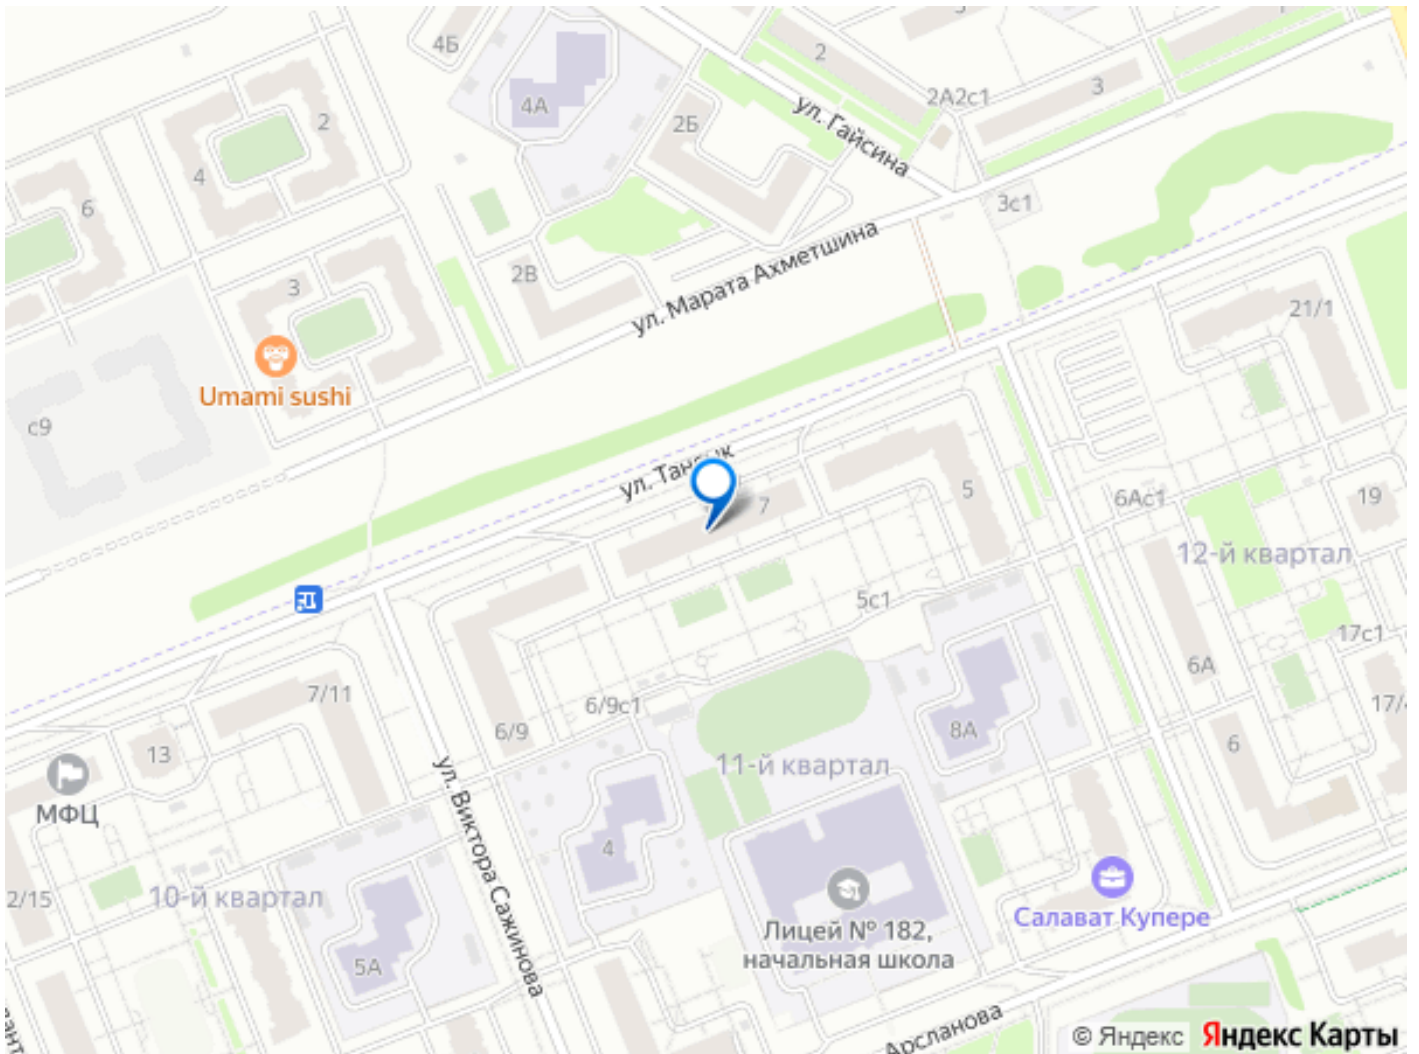 4Б
2
3
2А2с1
4А
2Б
ул. Гайсина
2
4
6
3с1
2В
3
ул. Марата Ахметшина
21/1
Umami sushi
с9
7
5
6Ас1
19
12-й квартал
5с1
17с1
6А
7/11
6/9с1
6/9
8А
6
13
11-й квартал
МФЦ
ул. Виктора Сажинова
4
10-й квартал
2/15
5А
Лицей № 182,
начальная школа
Салават Купере
Арсланова
© Яндекс Яндекс Карты